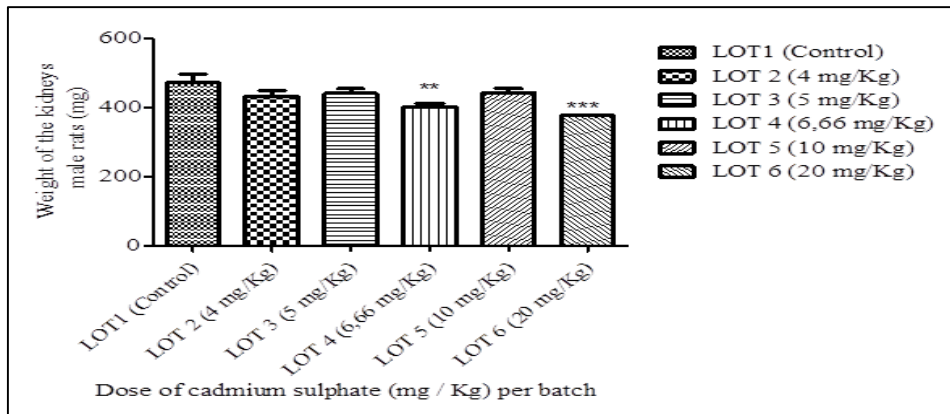 Weight of the kidneys
male rats (mg)
600
400
200
0
**
***
LOT1 (Control)
LOT 2 (4 mg/Kg)
LOT 3 (5 mg/Kg)
LOT 4 (6,66 mg/Kg)
LOT 5 (10 mg/Kg)
LOT 6 (20 mg/Kg)
Dose of cadmium sulphate (mg / Kg) per batch
LOT1 (Control)
LOT 2 (4 mg/Kg)
LOT 3 (5 mg/Kg)
LOT 4 (6,66 mg/Kg)
LOT 5 (10 mg/Kg)
LOT 6 (20 mg/Kg)